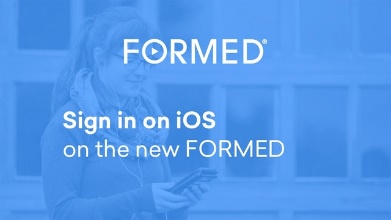 FORMED®
Sign in on iOS
on the new FORMED